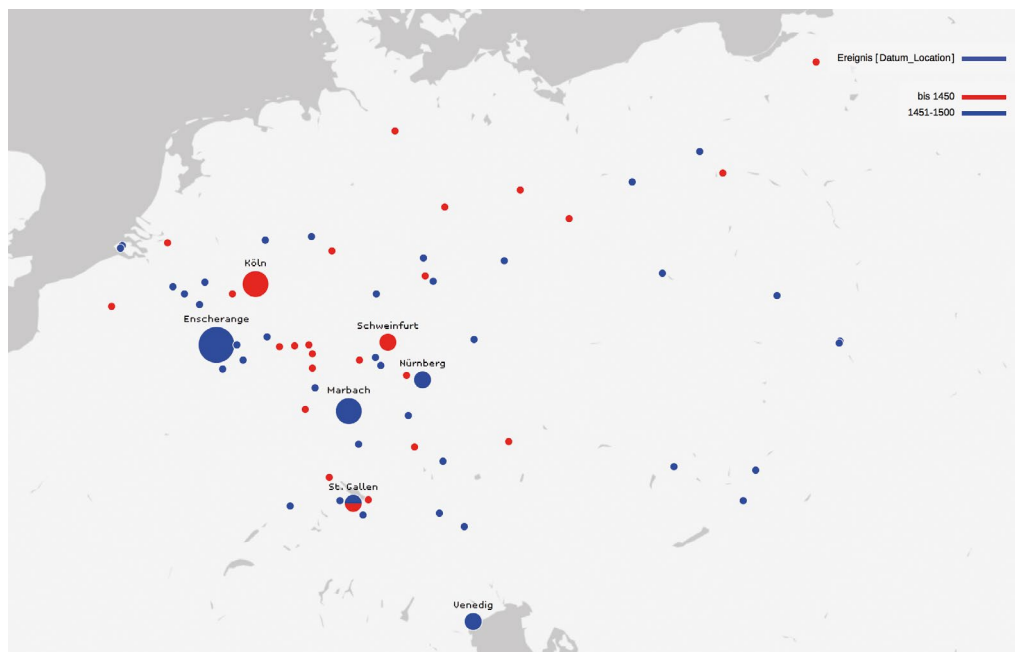 Ereignis [Datum_Location]
bis 1450
1451-1500
Köln
Enscherange
Schweinfurt
Nürnberg
Marbach
St. Gallen
Venedig